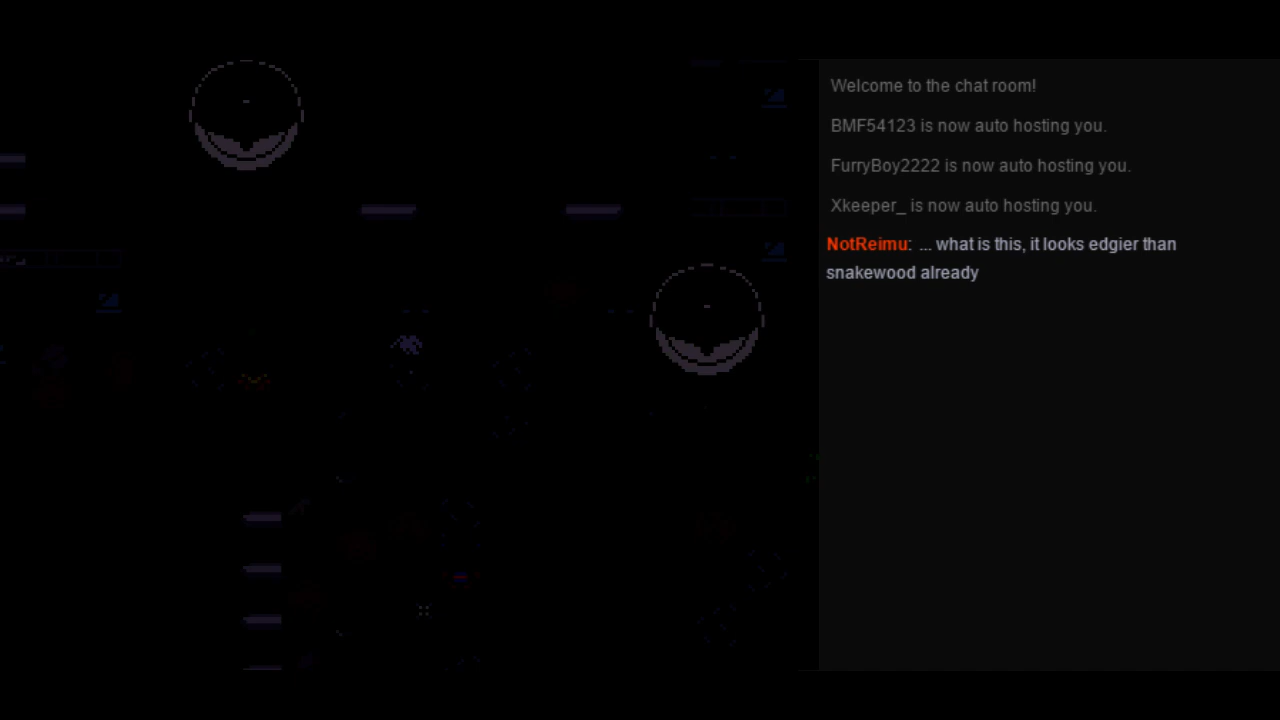 Welcome to the chat room!
BMF54123 is now auto hosting you.
FurryBoy2222 is now auto hosting you.
Xkeeper_ is now auto hosting you.
NotReimu: ... what is this, it looks edgier than
snakewood already